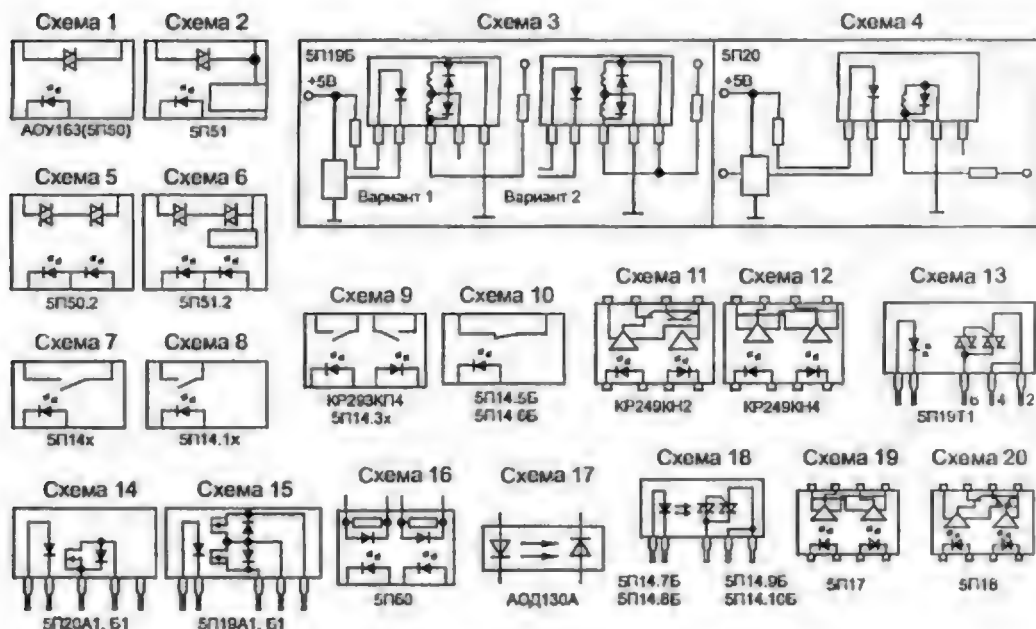 Схема 1
Схема 2
Схема 3
Схема 4
5П19Б
+5В
Вариант 1
Вариант 2
5П20
+5В
АОУ163(5П50)
5П51
Схема 5
Схема 6
5П50.2
5П51.2
Схема 7
Схема 8
5П14х
5П14.1х
Схема 9
Схема 10
КР293КП4
5П14.3х
5П14.5Б
5П14.6Б
Схема 11
Схема 12
КР249КН2
КР249КН4
Схема 13
6
4
2
5П19Т1
Схема 14
Схема 15
5П20А1, Б1
5П19А1, Б1
Схема 16
5П60
Схема 17
АОД130А
Схема 18
5П14.7Б
5П14.8Б
5П14.9Б
5П14.10Б
Схема 19
5П17
Схема 20
5П18